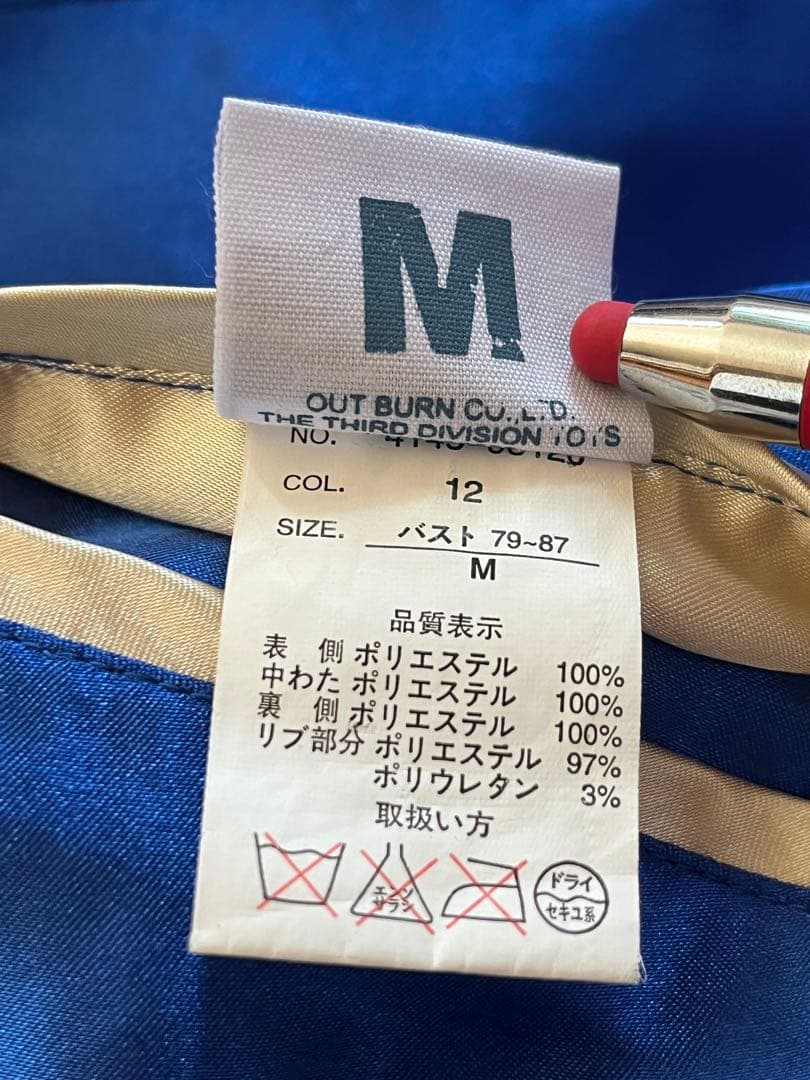 M
OUT BURN CO., LTD.
THE THIRD DIVISION TOYS
NO.
COL. 12
SIZE. バスト 79~87
M
品質表示
表 側 ポリエステル 100%
中わた ポリエステル 100%
裏 側 ポリエステル 100%
リブ部分 ポリエステル 97%
ポリウレタン 3%
取扱い方
エンソ
サラシ
ドライ
セキユ系